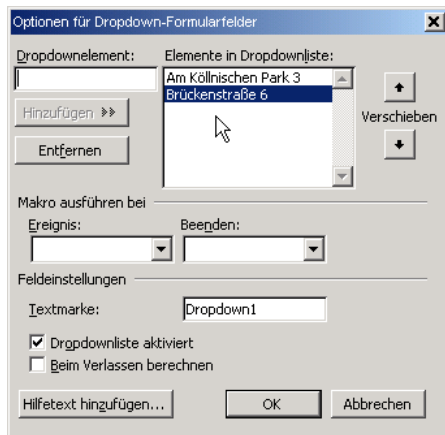 Optionen für Dropdown-Formularfelder
Dropdownelement:
Elemente in Dropdownliste:
Am Köllnischen Park 3
Brückenstraße 6
Hinzufügen
Entfernen
Verschieben
Makro ausführen bei
Ereignis:
Beenden:
Feldeinstellungen
Textmarke:
Dropdown1
Dropdownliste aktiviert
Beim Verlassen berechnen
Hilfetext hinzufügen...
OK
Abbrechen